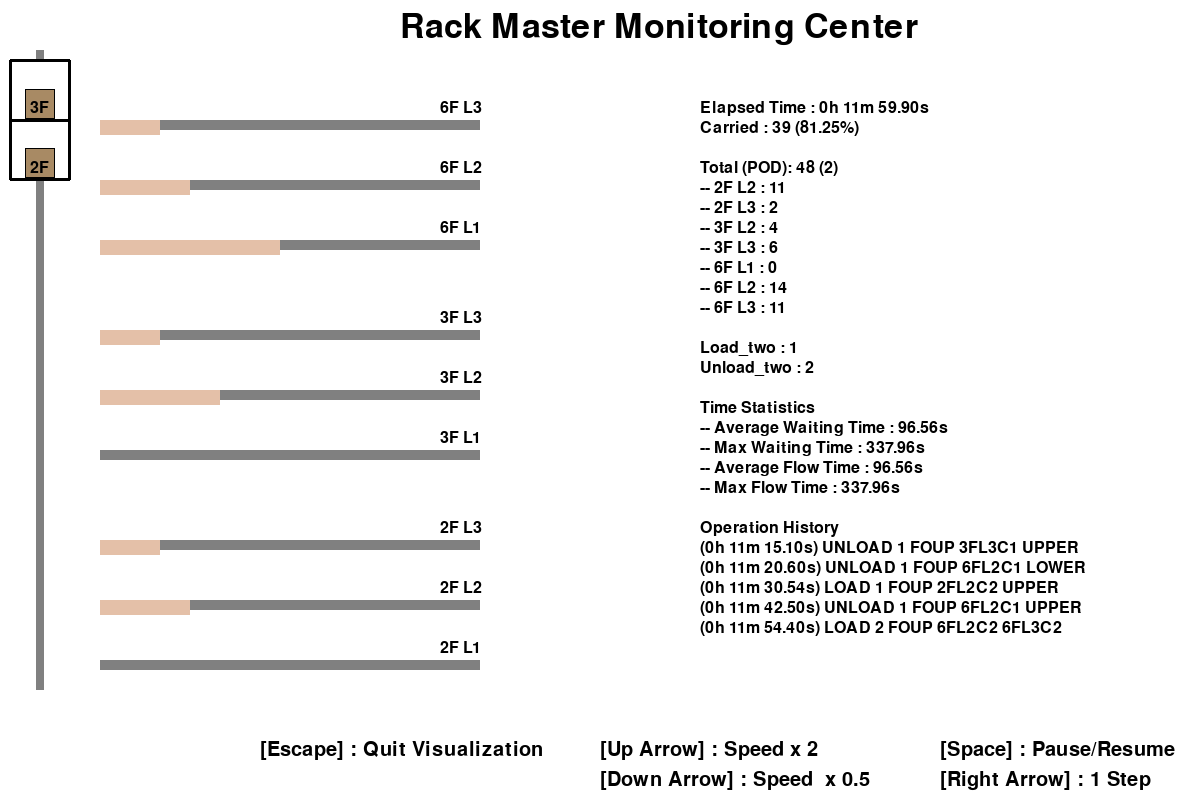 Rack Master Monitoring Center
3F
2F
6F L3
6F L2
6F L1
3F L3
3F L2
3F L1
2F L3
2F L2
2F L1
Elapsed Time : 0h 11m 59.90s
Carried : 39 (81.25%)
Total (POD): 48 (2)
-- 2F L2 : 11
-- 2F L3 : 2
-- 3F L2 : 4
-- 3F L3 : 6
-- 6F L1 : 0
-- 6F L2 : 14
-- 6F L3 : 11
Load_two : 1
Unload_two : 2
Time Statistics
-- Average Waiting Time : 96.56s
-- Max Waiting Time : 337.96s
-- Average Flow Time : 96.56s
-- Max Flow Time : 337.96s
Operation History
(0h 11m 15.10s) UNLOAD 1 FOUP 3FL3C1 UPPER
(0h 11m 20.60s) UNLOAD 1 FOUP 6FL2C1 LOWER
(0h 11m 30.54s) LOAD 1 FOUP 2FL2C2 UPPER
(0h 11m 42.50s) UNLOAD 1 FOUP 6FL2C1 UPPER
(0h 11m 54.40s) LOAD 2 FOUP 6FL2C2 6FL3C2
[Escape] : Quit Visualization
[Up Arrow] : Speed x 2
[Space] : Pause/Resume
[Down Arrow] : Speed  x 0.5
[Right Arrow] : 1 Step